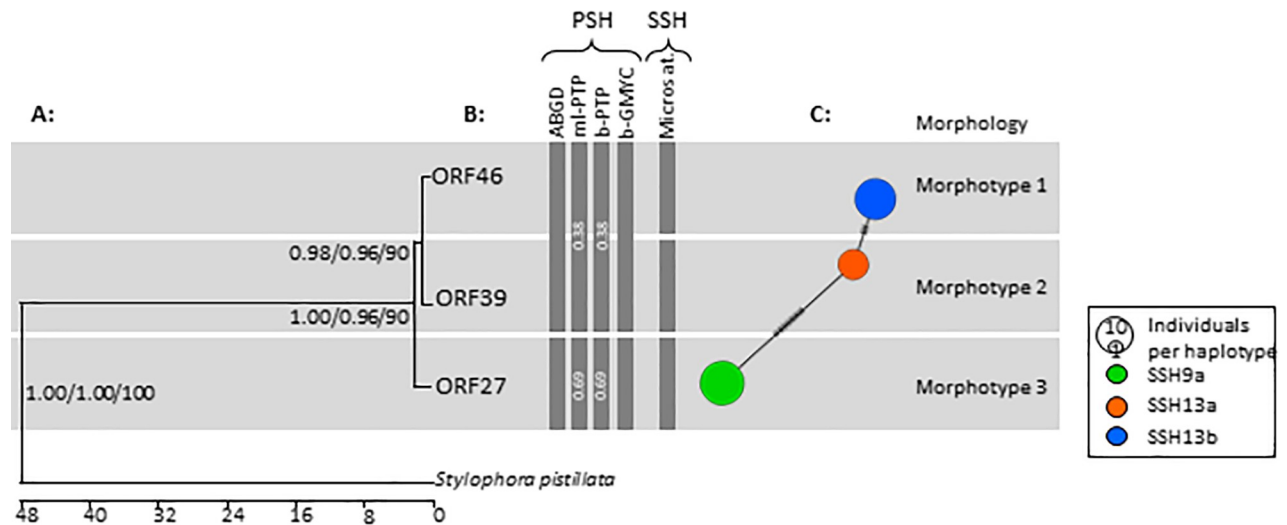 PSH SSH
A: B: C:
ABGD
ml-PTP
b-PTP
b-GMYC
Micros at.
Morphology
ORF46
Morphotype 1
0.38 0.38
0.98/0.96/90
ORF39
Morphotype 2
1.00/0.96/90
ORF27
0.69 0.69
Morphotype 3
1.00/1.00/100
Stylophora pistillata
48 40 32 24 16 8 0
10 Individuals
1 per haplotype
SSH9a
SSH13a
SSH13b